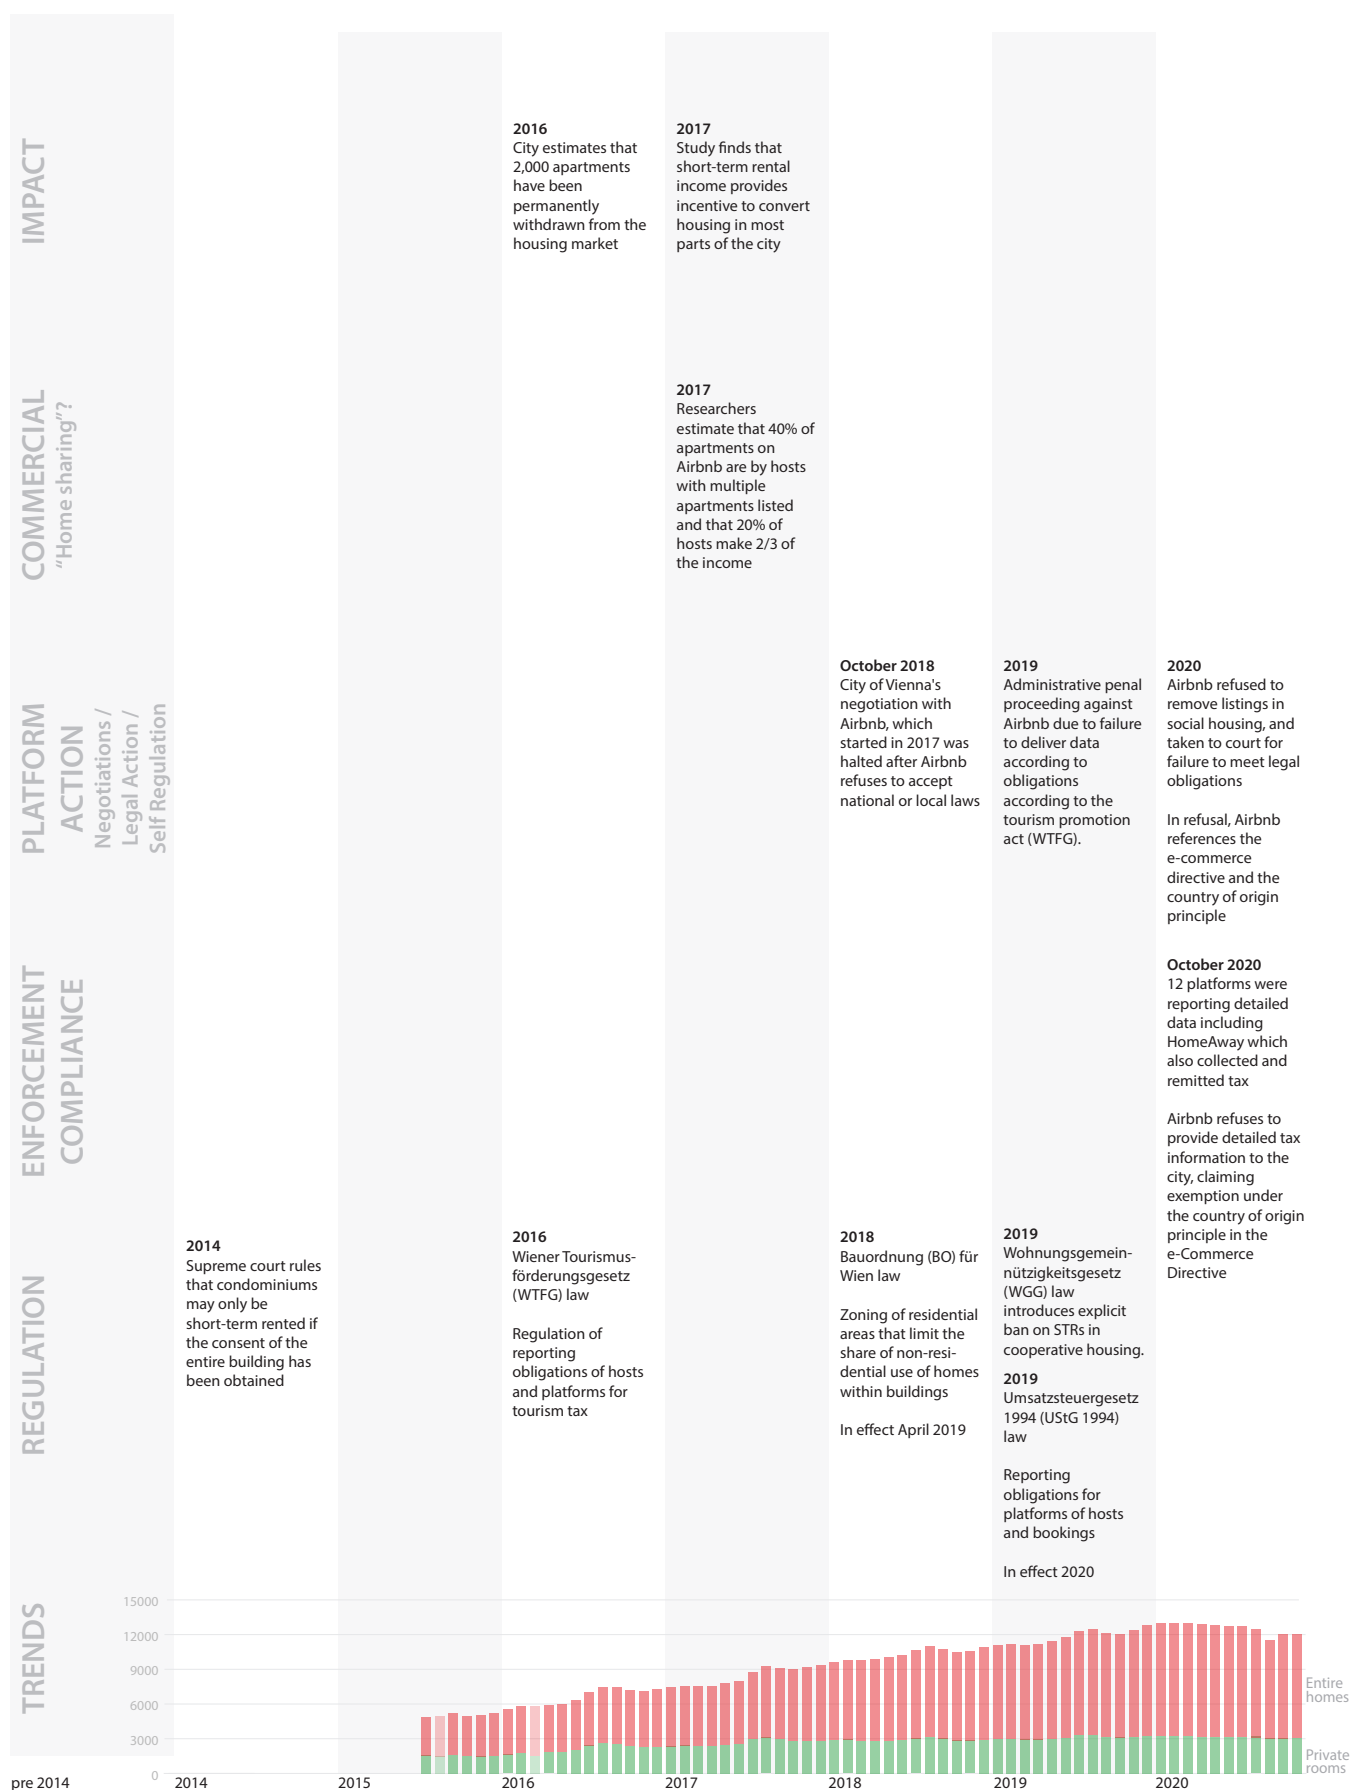 IMPACT
2016
City estimates that
2,000 apartments
have been
permanently
withdrawn from the
housing market
2017
Study finds that
short-term rental
income provides
incentive to convert
housing in most
parts of the city
COMMERCIAL
"Home sharing"?
2017
Researchers
estimate that 40% of
apartments on
Airbnb are by hosts
with multiple
apartments listed
and that 20% of
hosts make 2/3 of
the income
PLATFORM
ACTION
Negotiations /
Legal Action /
Self Regulation
October 2018
City of Vienna's
negotiation with
Airbnb, which
started in 2017 was
halted after Airbnb
refuses to accept
national or local laws
2019
Administrative penal
proceeding against
Airbnb due to failure
to deliver data
according to
obligations
according to the
tourism promotion
act (WTFG).
2020
Airbnb refused to
remove listings in
social housing, and
taken to court for
failure to meet legal
obligations
In refusal, Airbnb
references the
e-commerce
directive and the
country of origin
principle
ENFORCEMENT
COMPLIANCE
October 2020
12 platforms were
reporting detailed
data including
HomeAway which
also collected and
remitted tax
Airbnb refuses to
provide detailed tax
information to the
city, claiming
exemption under
the country of origin
principle in the
e-Commerce
Directive
REGULATION
2014
Supreme court rules
that condominiums
may only be
short-term rented if
the consent of the
entire building has
been obtained
2016
Wiener Tourismus-
förderungsgesetz
(WTFG) law
Regulation of
reporting
obligations of hosts
and platforms for
tourism tax
2018
Bauordnung (BO) für
Wien law
Zoning of residential
areas that limit the
share of non-resi-
dential use of homes
within buildings
In effect April 2019
2019
Wohnungsgemein-
nützigkeitsgesetz
(WGG) law
introduces explicit
ban on STRs in
cooperative housing.
2019
Umsatzsteuergesetz
1994 (UStG 1994)
law
Reporting
obligations for
platforms of hosts
and bookings
In effect 2020
TRENDS
15000
12000
9000
6000
3000
0
Entire
homes
Private
rooms
pre 2014
2014
2015
2016
2017
2018
2019
2020